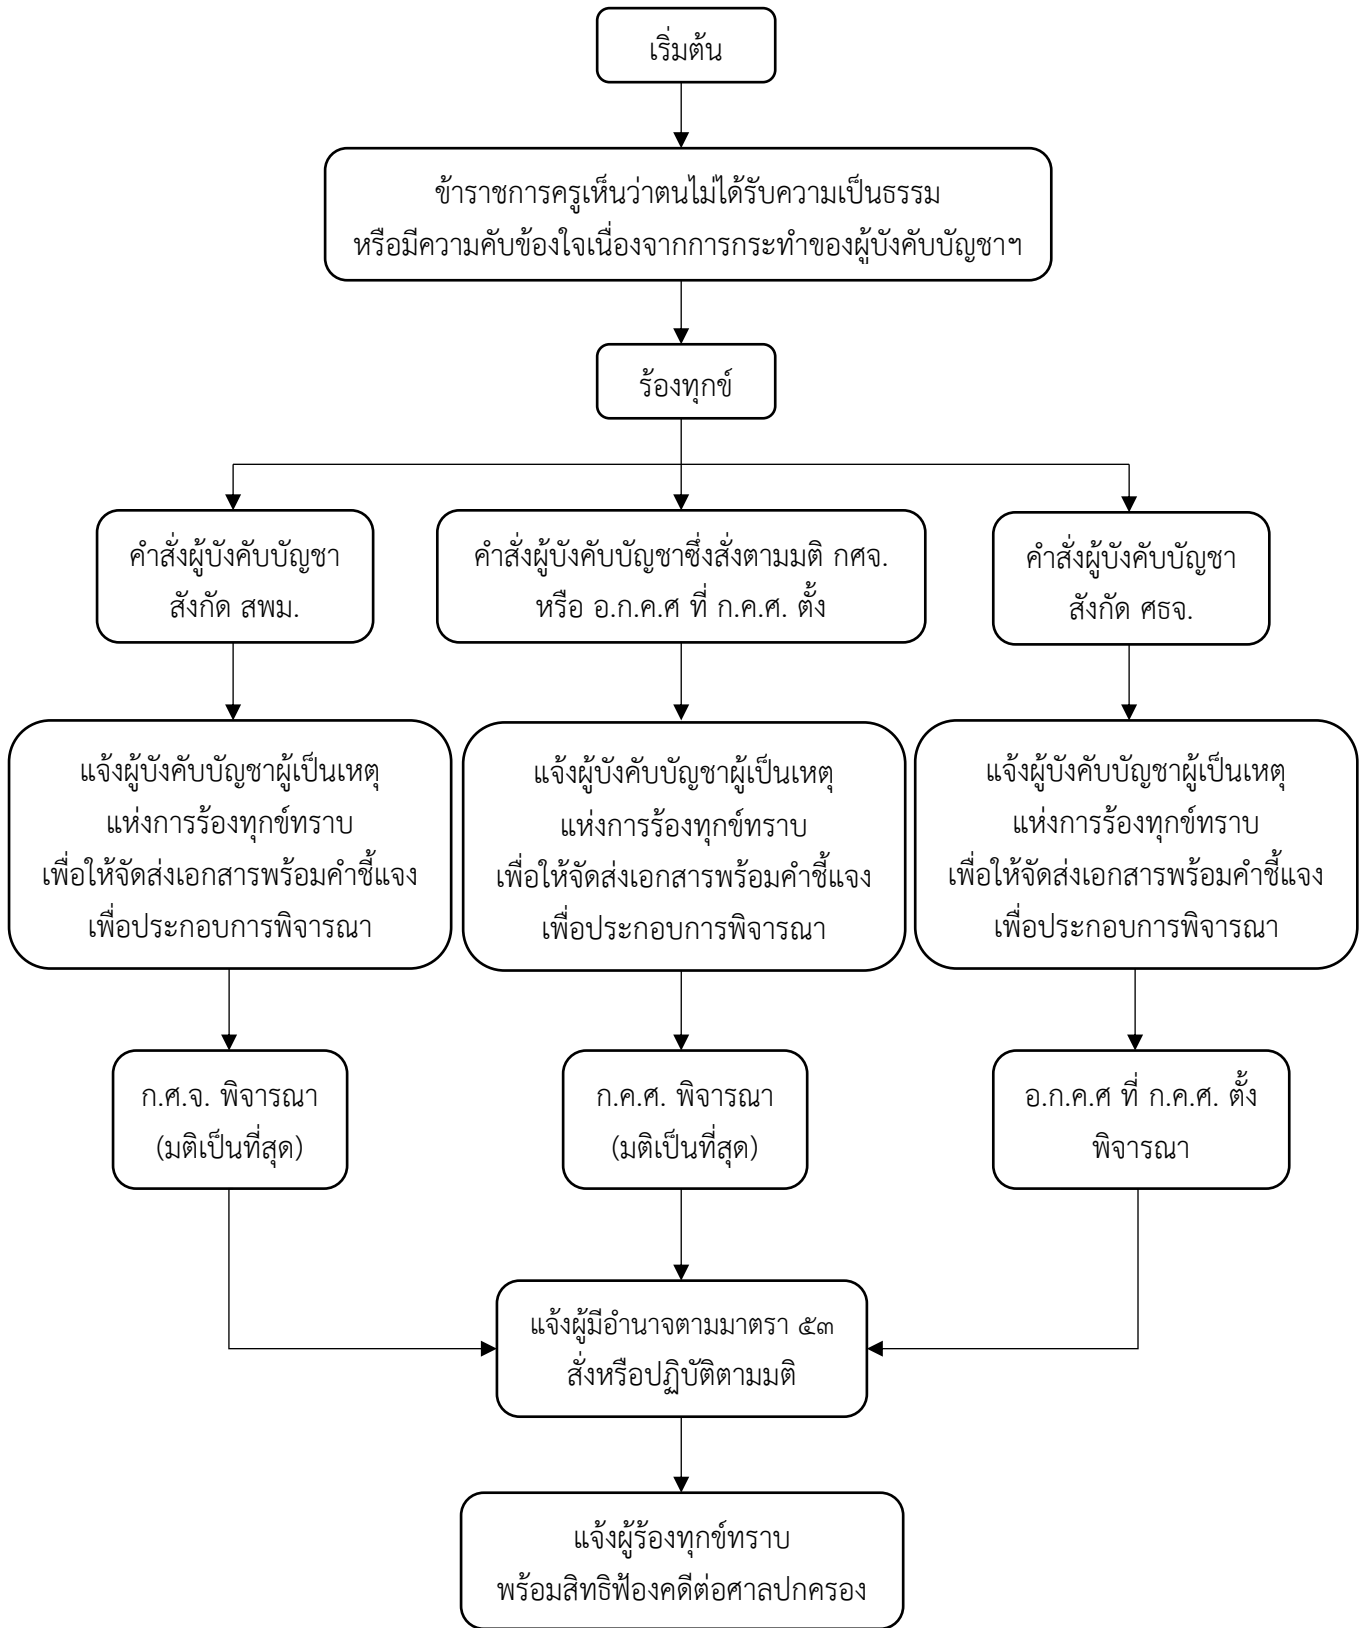 เริ่มต้น
ข้าราชการครูเห็นว่าตนไม่ได้รับความเป็นธรรม
หรือมีความคับข้องใจเนื่องจากการกระทำของผู้บังคับบัญชาฯ
ร้องทุกข์
คำสั่งผู้บังคับบัญชา
สังกัด สพม.
คำสั่งผู้บังคับบัญชาซึ่งสั่งตามมติ กศจ.
หรือ อ.ก.ค.ศ ที่ ก.ค.ศ. ตั้ง
คำสั่งผู้บังคับบัญชา
สังกัด ศธจ.
แจ้งผู้บังคับบัญชาผู้เป็นเหตุ
แห่งการร้องทุกข์ทราบ
เพื่อให้จัดส่งเอกสารพร้อมคำชี้แจง
เพื่อประกอบการพิจารณา
แจ้งผู้บังคับบัญชาผู้เป็นเหตุ
แห่งการร้องทุกข์ทราบ
เพื่อให้จัดส่งเอกสารพร้อมคำชี้แจง
เพื่อประกอบการพิจารณา
แจ้งผู้บังคับบัญชาผู้เป็นเหตุ
แห่งการร้องทุกข์ทราบ
เพื่อให้จัดส่งเอกสารพร้อมคำชี้แจง
เพื่อประกอบการพิจารณา
ก.ศ.จ. พิจารณา
(มติเป็นที่สุด)
ก.ค.ศ. พิจารณา
(มติเป็นที่สุด)
อ.ก.ค.ศ ที่ ก.ค.ศ. ตั้ง
พิจารณา
แจ้งผู้มีอำนาจตามมาตรา ๕๓
สั่งหรือปฏิบัติตามมติ
แจ้งผู้ร้องทุกข์ทราบ
พร้อมสิทธิฟ้องคดีต่อศาลปกครอง